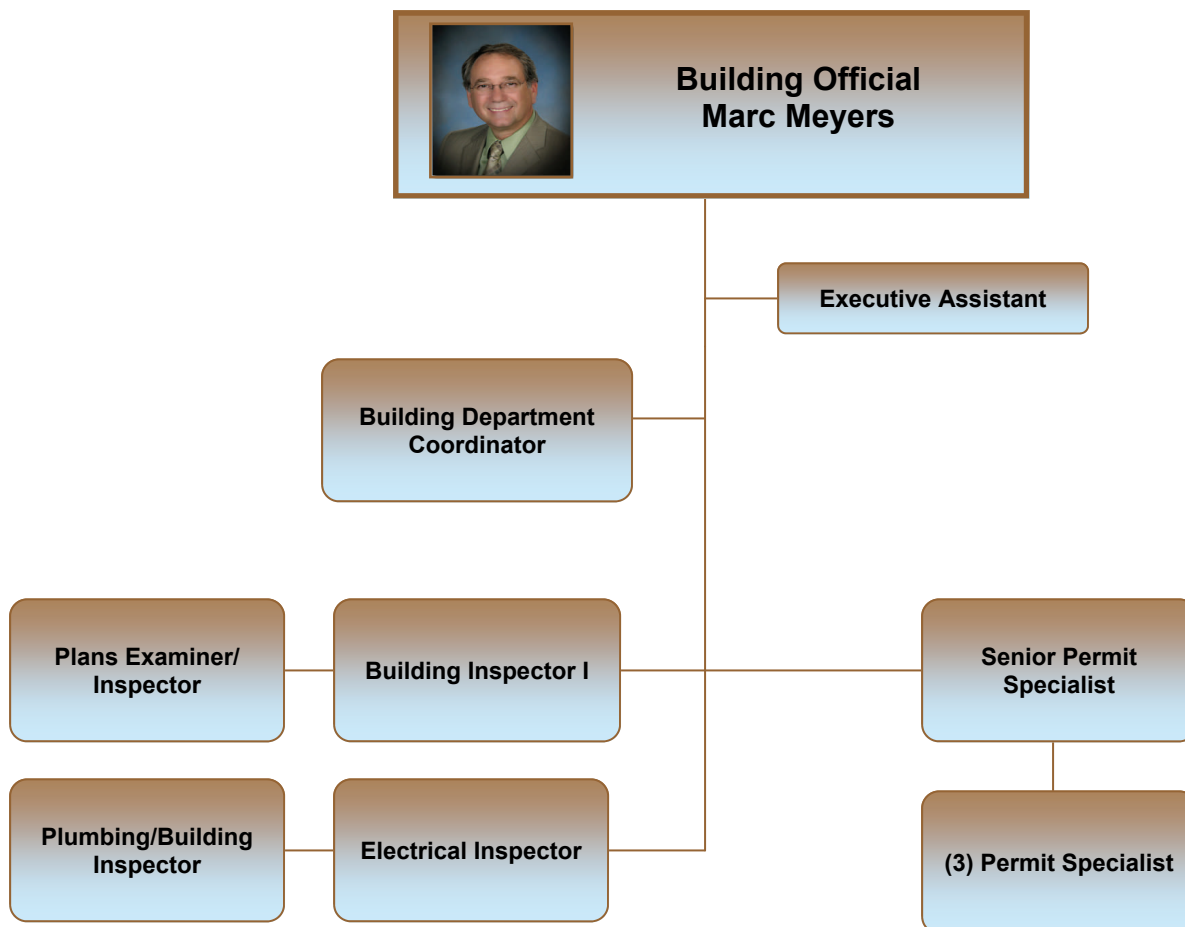 Building Official
Marc Meyers
Executive Assistant
Building Department
Coordinator
Plans Examiner/
Inspector
Building Inspector I
Senior Permit
Specialist
Plumbing/Building
Inspector
Electrical Inspector
(3) Permit Specialist